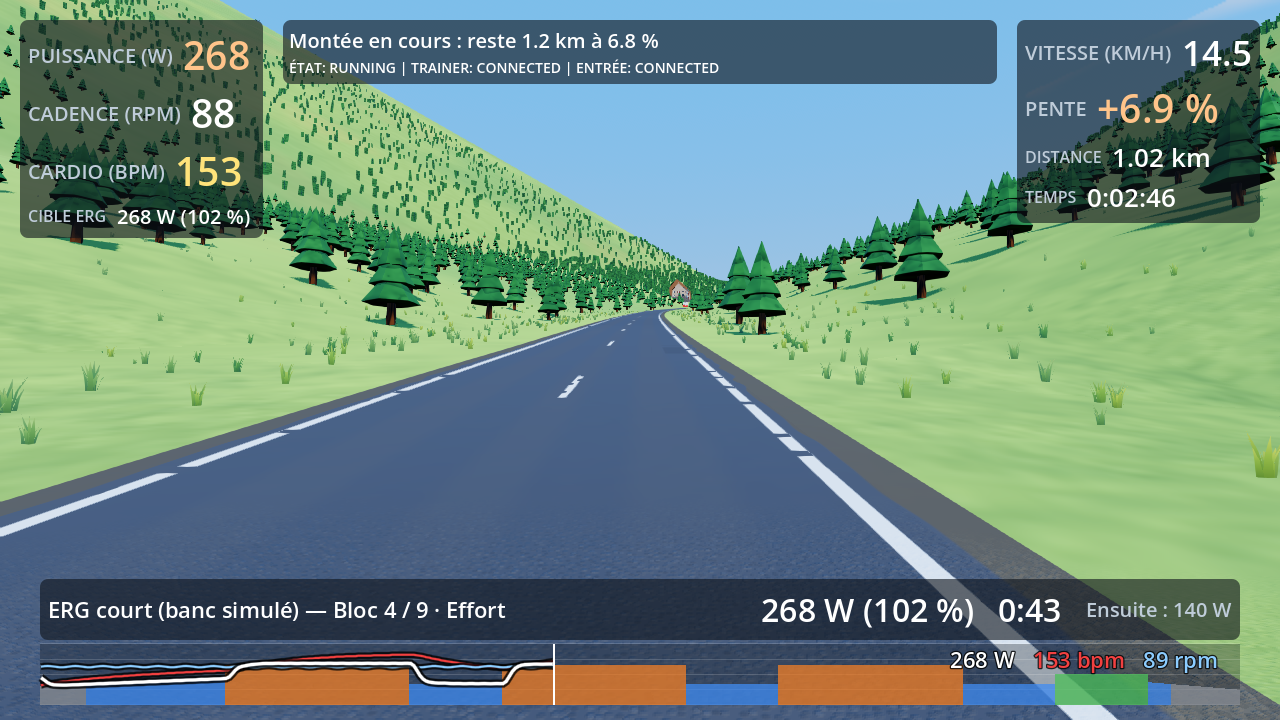 PUISSANCE (W) 268
CADENCE (RPM) 88
CARDIO (BPM) 153
CIBLE ERG 268 W (102 %)
Montée en cours : reste 1.2 km à 6.8 %
ÉTAT: RUNNING | TRAINER: CONNECTED | ENTRÉE: CONNECTED
VITESSE (KM/H) 14.5
PENTE +6.9 %
DISTANCE 1.02 km
TEMPS 0:02:46
ERG court (banc simulé) — Bloc 4 / 9 · Effort 268 W (102 %) 0:43 Ensuite : 140 W
268 W 153 bpm 89 rpm